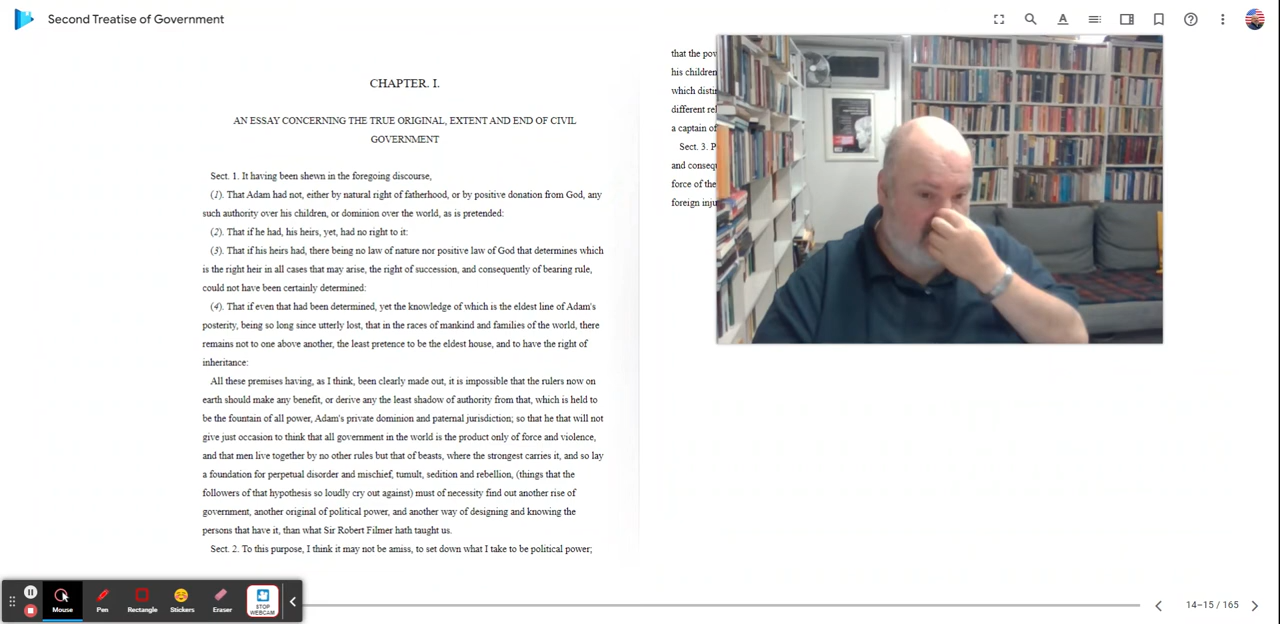 Second Treatise of Government
CHAPTER. I.
AN ESSAY CONCERNING THE TRUE ORIGINAL, EXTENT AND END OF CIVIL
GOVERNMENT
Sect. 1. It having been shewn in the foregoing discourse,
(1). That Adam had not, either by natural right of fatherhood, or by positive donation from God, any
such authority over his children, or dominion over the world, as is pretended:
(2). That if he had, his heirs, yet, had no right to it:
(3). That if his heirs had, there being no law of nature nor positive law of God that determines which
is the right heir in all cases that may arise, the right of succession, and consequently of bearing rule,
could not have been certainly determined:
(4). That if even that had been determined, yet the knowledge of which is the eldest line of Adam's
posterity, being so long since utterly lost, that in the races of mankind and families of the world, there
remains not to one above another, the least pretence to be the eldest house, and to have the right of
inheritance:
All these premises having, as I think, been clearly made out, it is impossible that the rulers now on
earth should make any benefit, or derive any the least shadow of authority from that, which is held to
be the fountain of all power, Adam's private dominion and paternal jurisdiction; so that he that will not
give just occasion to think that all government in the world is the product only of force and violence,
and that men live together by no other rules but that of beasts, where the strongest carries it, and so lay
a foundation for perpetual disorder and mischief, tumult, sedition and rebellion, (things that the
followers of that hypothesis so loudly cry out against) must of necessity find out another rise of
government, another original of political power, and another way of designing and knowing the
persons that have it, than what Sir Robert Filmer hath taught us.
Sect. 2. To this purpose, I think it may not be amiss, to set down what I take to be political power;
that the pow
his children
which distin
different rel
a captain of
Sect. 3. P
and consequ
force of the
foreign inju
Mouse
Pen
Rectangle
Stickers
Eraser
STOP
WEBCAM
14–15 / 165